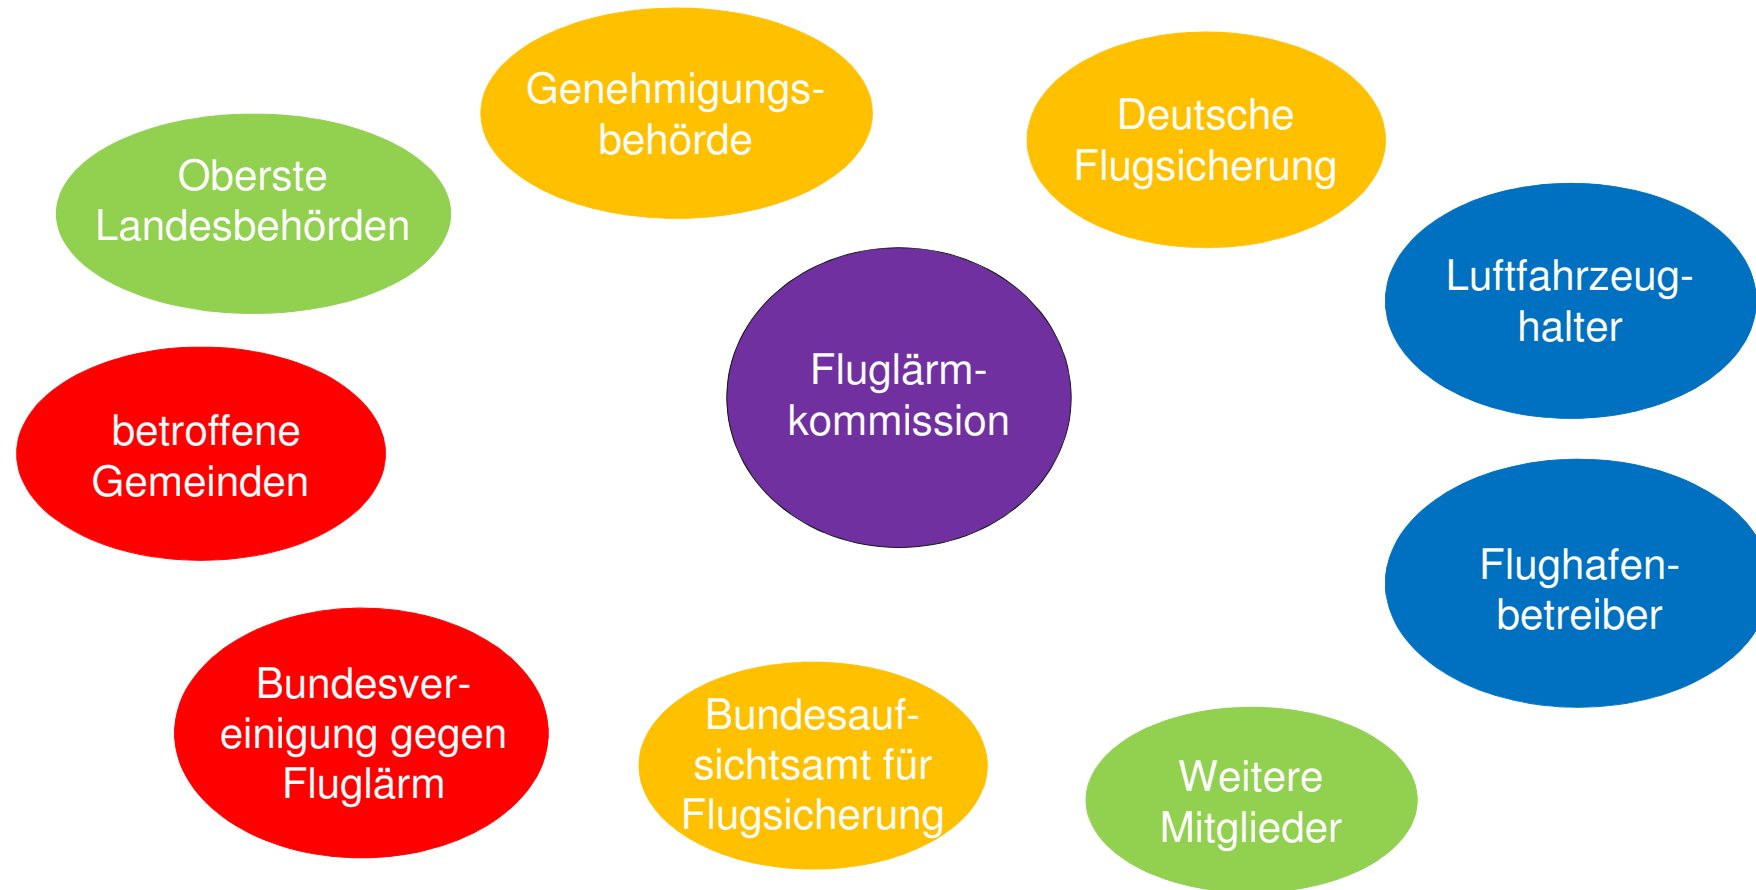 Genehmigungs-
behörde
Deutsche
Flugsicherung
Oberste
Landesbehörden
Luftfahrzeug-
halter
Fluglärm-
kommission
betroffene
Gemeinden
Flughafen-
betreiber
Bundesver-
einigung gegen
Fluglärm
Bundesauf-
sichtsamt für
Flugsicherung
Weitere
Mitglieder